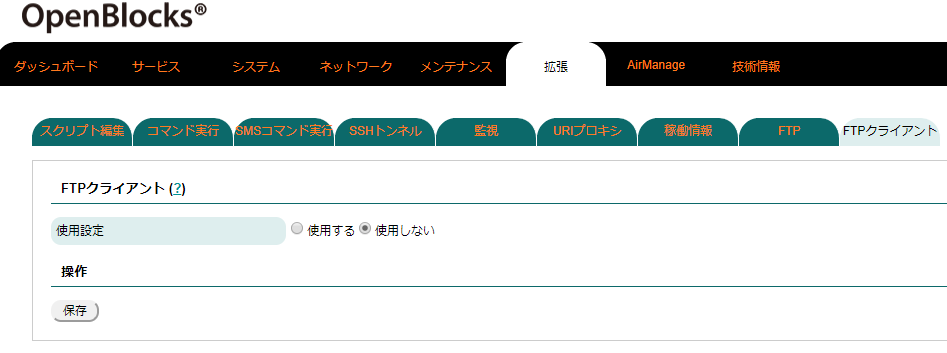 OpenBlocks®
ダッシュボード サービス システム ネットワーク メンテナンス 拡張 AirManage 技術情報
スクリプト編集 コマンド実行 SMSコマンド実行 SSHトンネル 監視 URIプロキシ 稼働情報 FTP FTPクライアント
FTPクライアント (?)
使用設定 使用する 使用しない
操作
保存